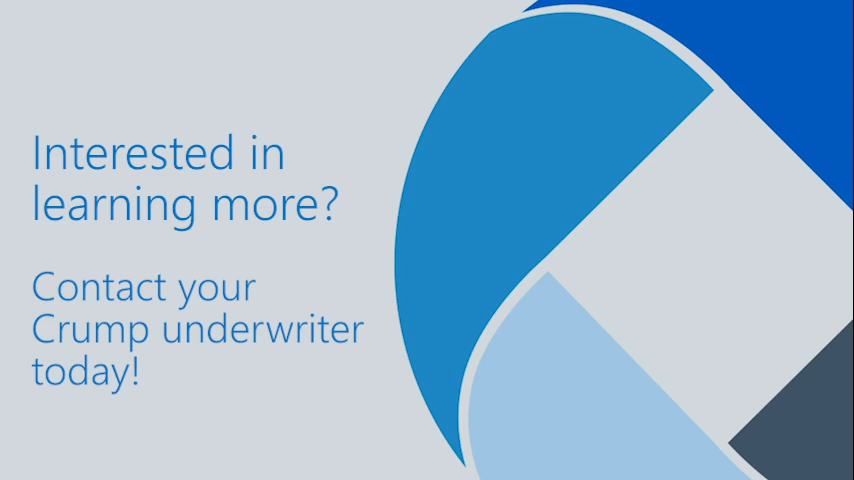 Interested in
learning more?
Contact your
Crump underwriter
today!